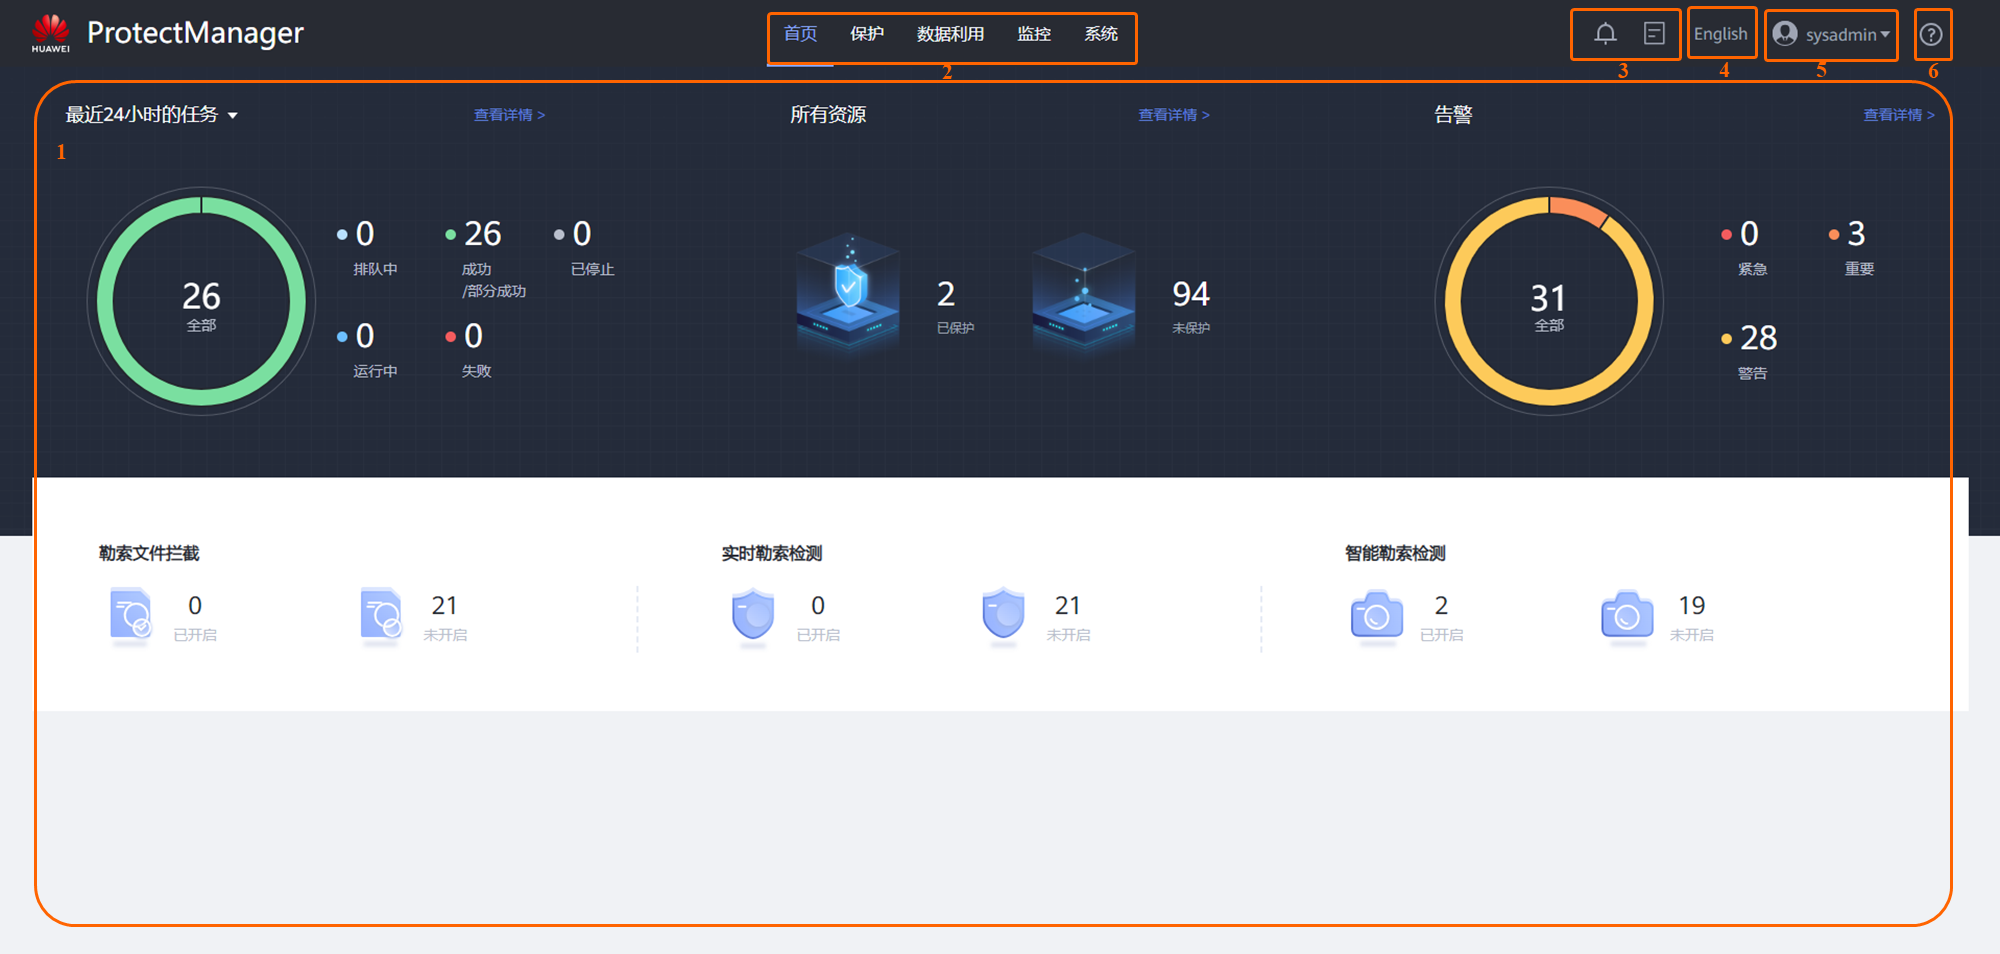 HUAWEI
ProtectManager
首页 保护 数据利用 监控 系统
English
sysadmin
2
3
4
5
6
最近24小时的任务
查看详情 >
所有资源
查看详情 >
告警
查看详情 >
1
26
全部
0
排队中
26
成功
/部分成功
0
已停止
0
运行中
0
失败
2
已保护
94
未保护
31
全部
0
紧急
3
重要
28
警告
勒索文件拦截
0
已开启
21
未开启
实时勒索检测
0
已开启
21
未开启
智能勒索检测
2
已开启
19
未开启